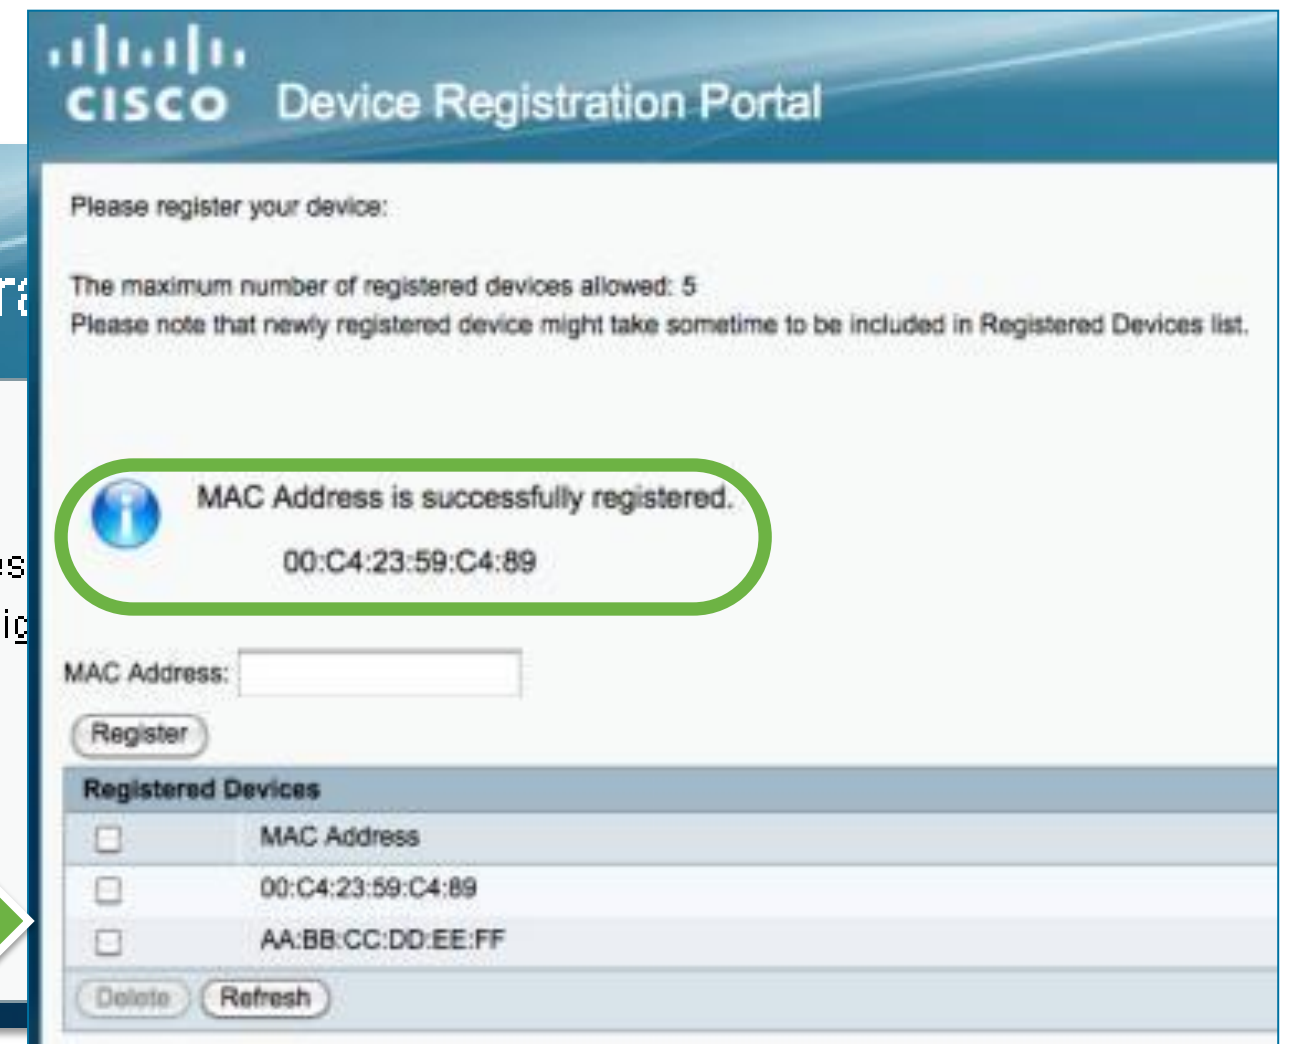 CISCO Device Registration Portal
Please register your device:
The maximum number of registered devices allowed: 5
Please note that newly registered device might take sometime to be included in Registered Devices list.
MAC Address is successfully registered.
00:C4:23:59:C4:89
MAC Address:
Register
Registered Devices
MAC Address
00:C4:23:59:C4:89
AA:BB:CC:DD:EE:FF
Delete Refresh